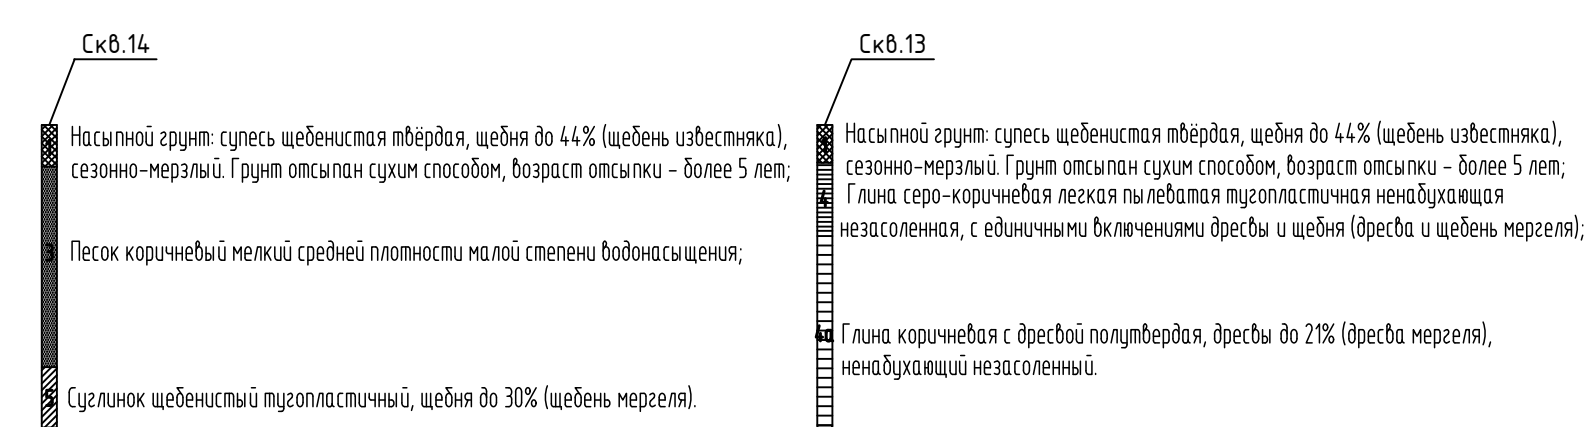 Скв.14
1
Насыпной грунт: супесь щебенистая твёрдая, щебня до 44% (щебень известняка),
сезонно-мерзлый. Грунт отсыпан сухим способом, возраст отсыпки - более 5 лет;
3
Песок коричневый мелкий средней плотности малой степени водонасыщения;
5
Суглинок щебенистый тугопластичный, щебня до 30% (щебень мергеля).
Скв.13
1
Насыпной грунт: супесь щебенистая твёрдая, щебня до 44% (щебень известняка),
сезонно-мерзлый. Грунт отсыпан сухим способом, возраст отсыпки - более 5 лет;
4
Глина серо-коричневая легкая пылеватая тугопластичная ненабухающая
незасоленная, с единичными включениями дресвы и щебня (дресва и щебень мергеля);
4а
Глина коричневая с дресвой полутвердая, дресвы до 21% (дресва мергеля),
ненабухающий незасоленный.